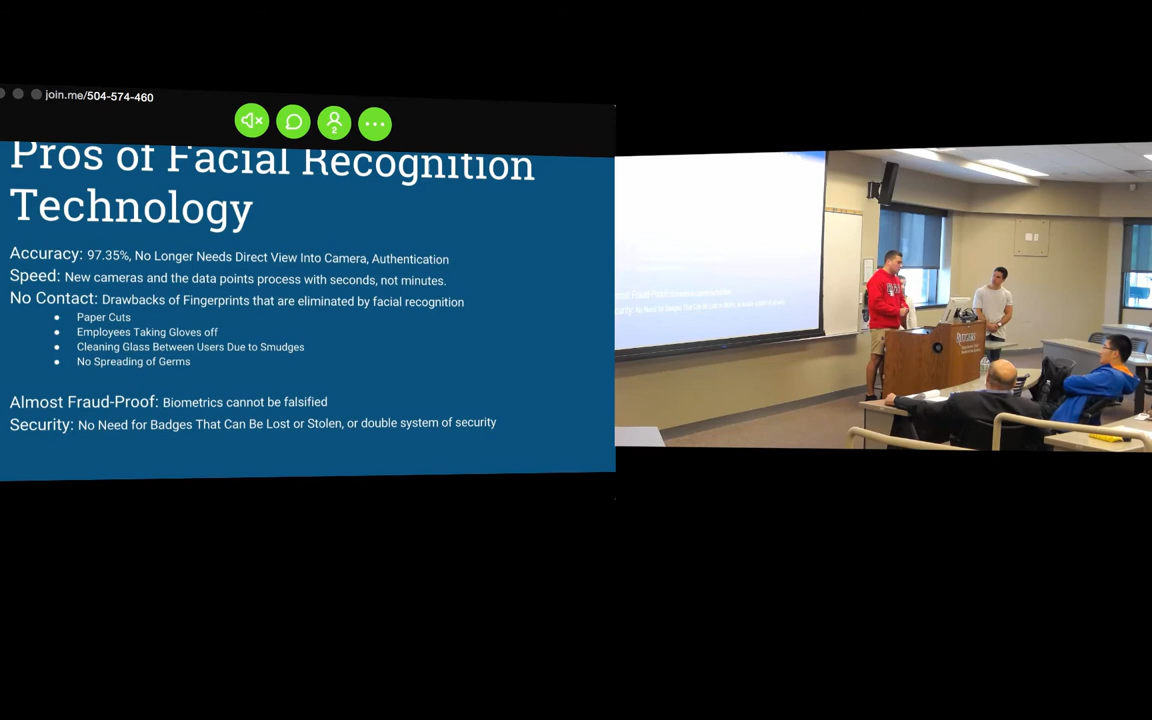 join.me/504-574-460
2
Pros of Facial Recognition
Technology
Accuracy: 97.35%, No Longer Needs Direct View Into Camera, Authentication
Speed: New cameras and the data points process with seconds, not minutes.
No Contact: Drawbacks of Fingerprints that are eliminated by facial recognition
● Paper Cuts
● Employees Taking Gloves off
● Cleaning Glass Between Users Due to Smudges
● No Spreading of Germs
Almost Fraud-Proof: Biometrics cannot be falsified
Security: No Need for Badges That Can Be Lost or Stolen, or double system of security
RUTGERS